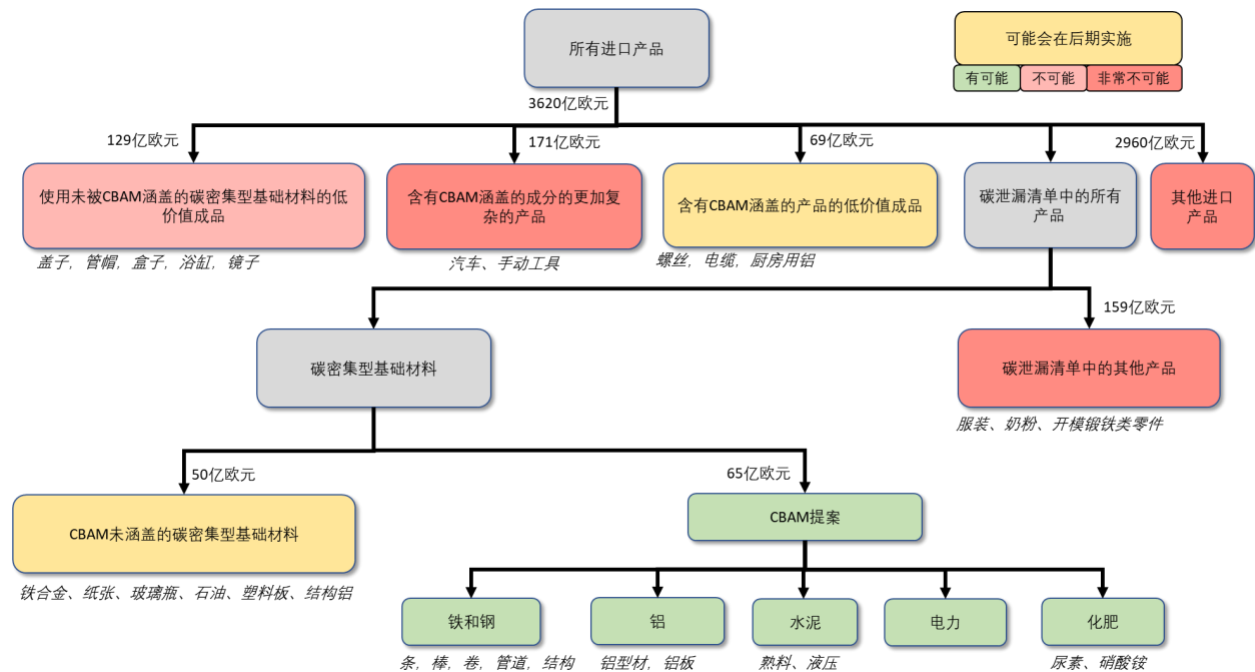 所有进口产品
可能会在后期实施
有可能
不可能
非常不可能
3620亿欧元
129亿欧元
171亿欧元
69亿欧元
2960亿欧元
使用未被CBAM涵盖的碳密集型基础材料的低
价值成品
含有CBAM涵盖的成分的更加复
杂的产品
含有CBAM涵盖的产品的低价值成品
碳泄漏清单中的所有
产品
其他进口
产品
盖子，管帽，盒子，浴缸，镜子
汽车、手动工具
螺丝，电缆，厨房用铝
159亿欧元
碳密集型基础材料
碳泄漏清单中的其他产品
服装、奶粉、开模锻铁类零件
50亿欧元
65亿欧元
CBAM未涵盖的碳密集型基础材料
CBAM提案
铁合金、纸张、玻璃瓶、石油、塑料板、结构铝
铁和钢
铝
水泥
电力
化肥
条，棒，卷，管道，结构
铝型材，铝板
熟料、液压
尿素、硝酸铵